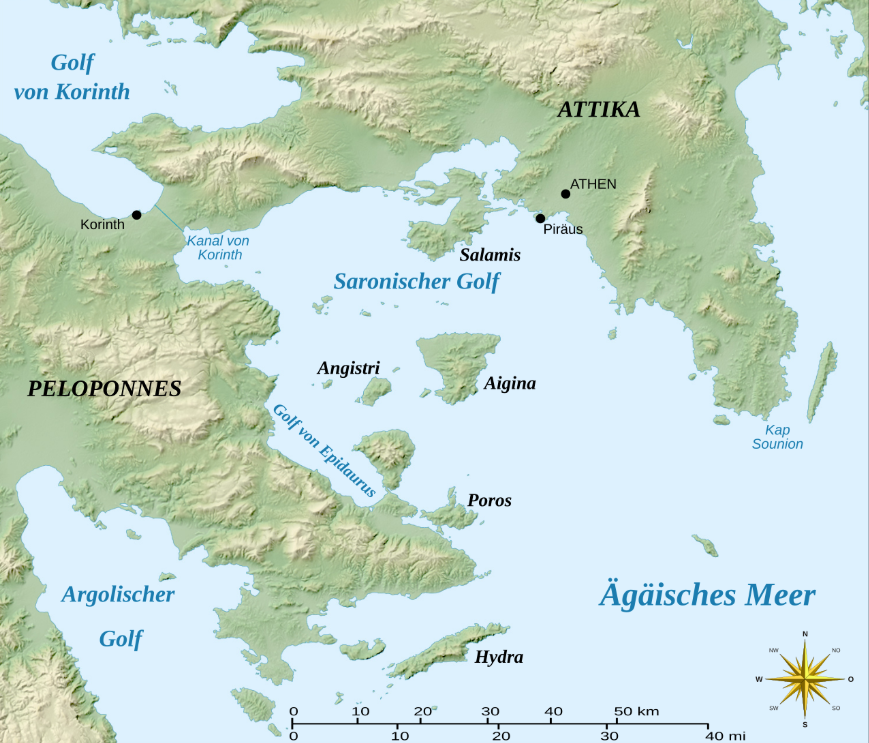 Golf
von Korinth
ATTIKA
ATHEN
Korinth
Piräus
Kanal von
Korinth
Salamis
Saronischer Golf
Angistri
Aigina
PELOPONNES
Golf von Epidaurus
Kap
Sounion
Poros
Argolischer
Golf
Ägäisches Meer
Hydra
N
NW
NO
W
O
SW
SO
S
0 10 20 30 40 50 km
0 10 20 30 40 mi